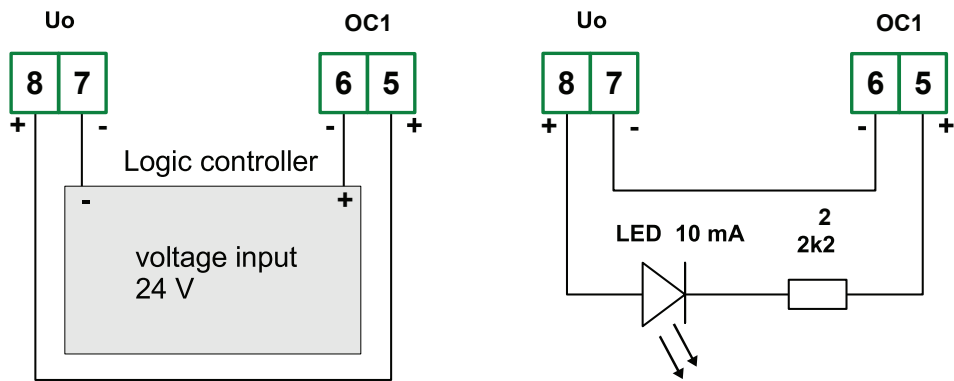 Uo OC1 Uo OC1
8 7 6 5 8 7 6 5
+ - - + + - - +
Logic controller
- +
voltage input
24 V
2
LED 10 mA 2k2